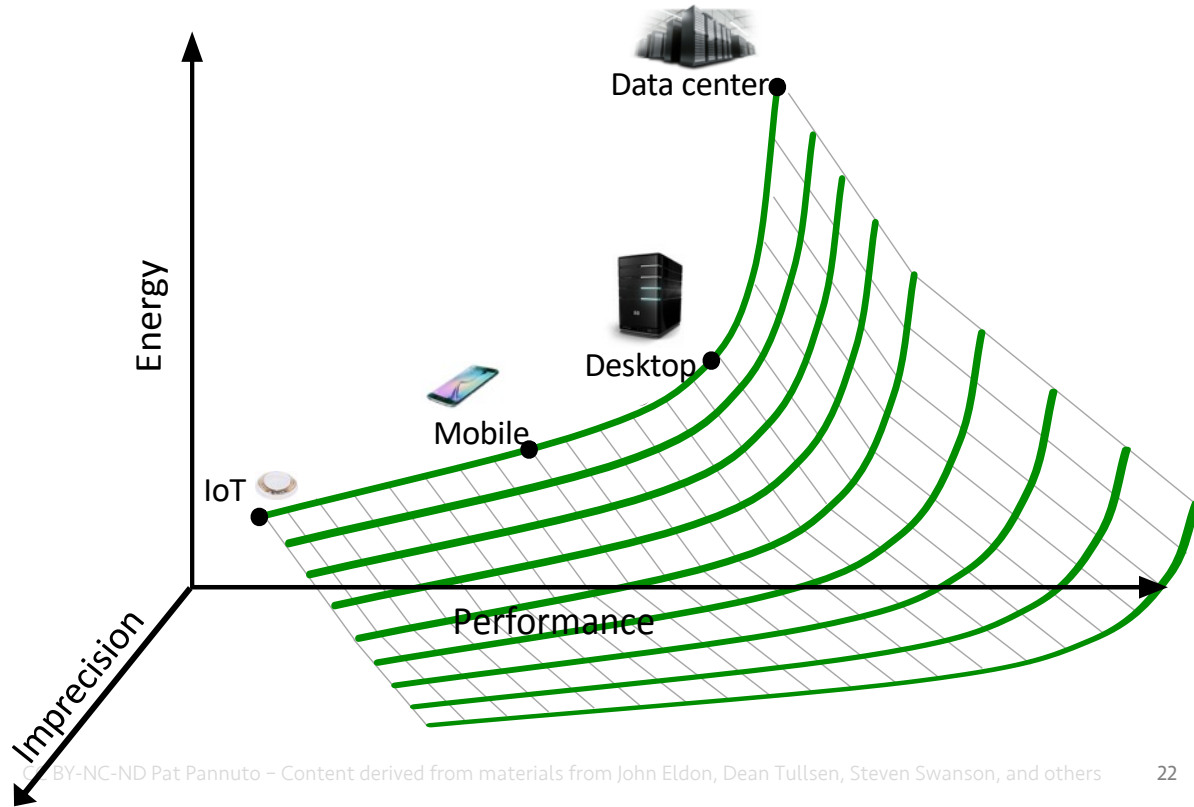 Data center
Energy
Desktop
Mobile
IoT
Performance
Imprecision
BY-NC-ND Pat Pannuto – Content derived from materials from John Eldon, Dean Tullsen, Steven Swanson, and others
22